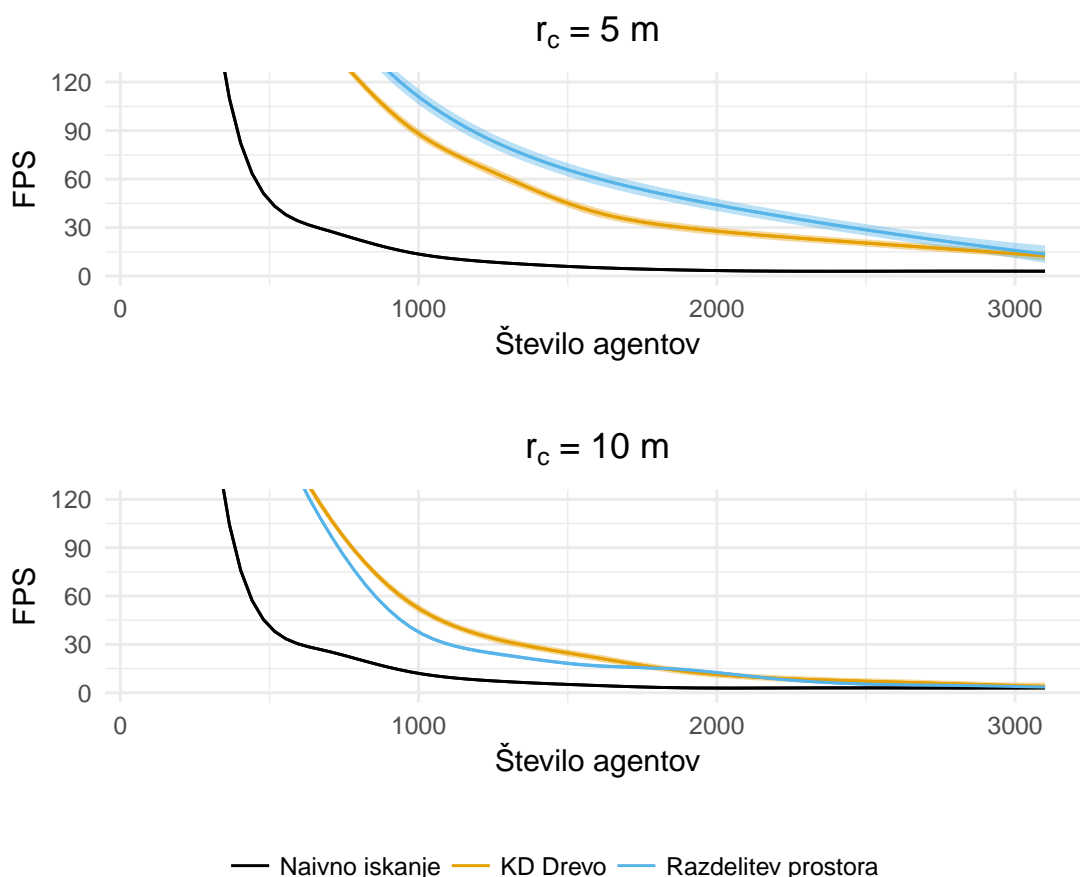 r_c = 5 m
120
90
60
30
0
FPS
0 1000 2000 3000
Število agentov
r_c = 10 m
120
90
60
30
0
FPS
0 1000 2000 3000
Število agentov
Naivno iskanje KD Drevo Razdelitev prostora